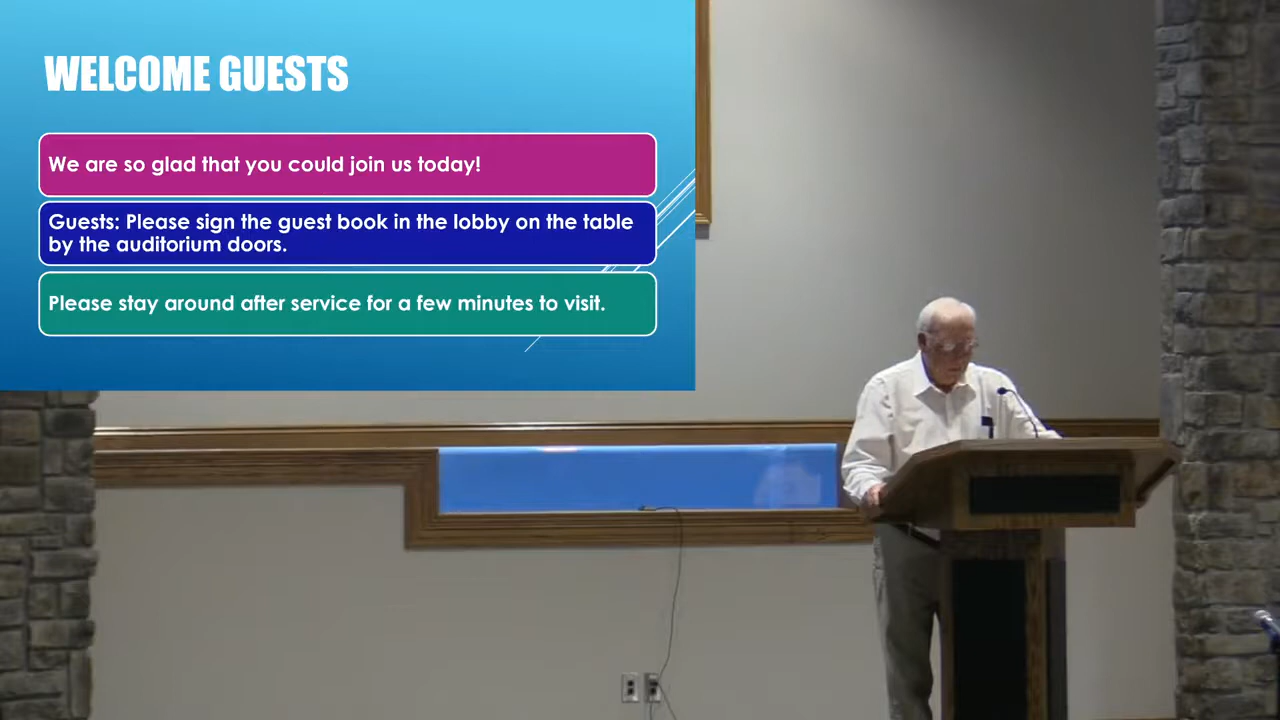 WELCOME GUESTS
We are so glad that you could join us today!
Guests: Please sign the guest book in the lobby on the table
by the auditorium doors.
Please stay around after service for a few minutes to visit.